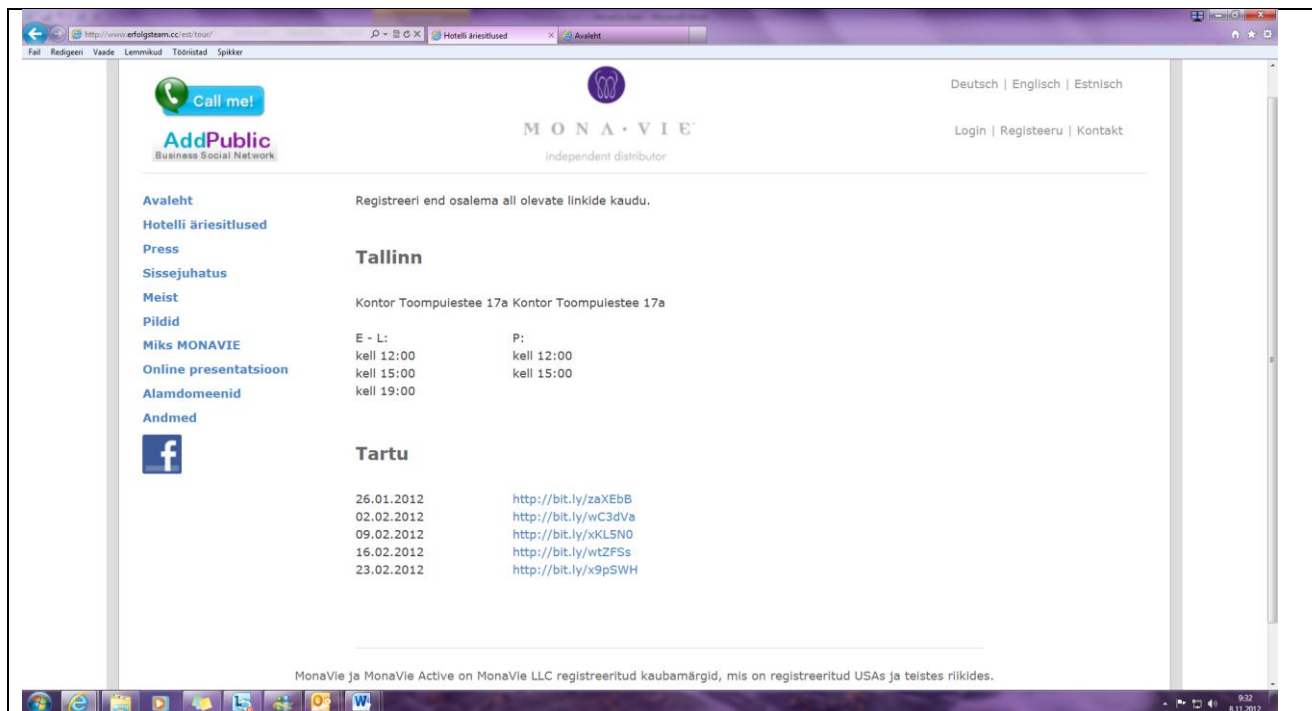 http://www.erfolgsteam.cc/est/tour/
Hotelli äriesitlused
Avaleht
Fail Redigeeri Vaade Lemmikud Tööriistad Spikker
Call me!
AddPublic
Business Social Network
MONA·VIE
independent distributor
Deutsch | Englisch | Estnisch
Login | Registeeru | Kontakt
Avaleht
Hotelli äriesitlused
Press
Sissejuhatus
Meist
Pildid
Miks MONAVIE
Online presentatsioon
Alamdomeenid
Andmed
f
Registreeri end osalema all olevate linkide kaudu.
Tallinn
Kontor Toompuiestee 17a Kontor Toompuiestee 17a
E - L: P:
kell 12:00 kell 12:00
kell 15:00 kell 15:00
kell 19:00
Tartu
26.01.2012 http://bit.ly/zaXEbB
02.02.2012 http://bit.ly/wC3dVa
09.02.2012 http://bit.ly/xKL5N0
16.02.2012 http://bit.ly/wtZFSs
23.02.2012 http://bit.ly/x9pSWH
MonaVie ja MonaVie Active on MonaVie LLC registreeritud kaubamärgid, mis on registreeritud USAs ja teistes riikides.
9:32
8.11.2012